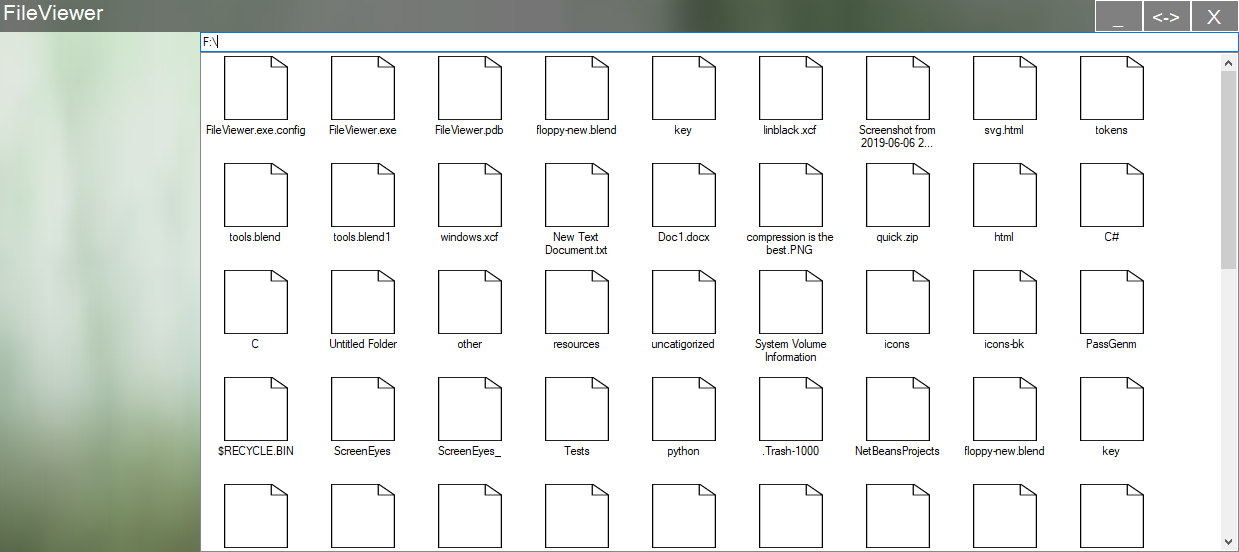 FileViewer
_ <-> X
F:\
FileViewer.exe.config FileViewer.exe FileViewer.pdb floppy-new.blend key linblack.xcf Screenshot from svg.html tokens
2019-06-06 2...
tools.blend tools.blend1 windows.xcf New Text Doc1.docx compression is the quick.zip html C#
Document.txt best.PNG
C Untitled Folder other resources uncatigorized System Volume icons icons-bk PassGenm
Information
$RECYCLE.BIN ScreenEyes ScreenEyes_ Tests python .Trash-1000 NetBeansProjects floppy-new.blend key